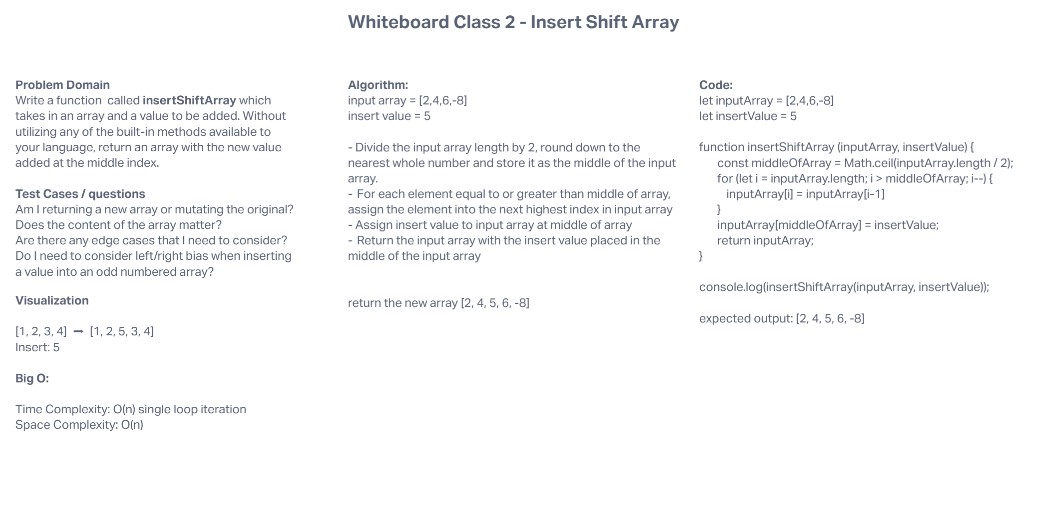 Whiteboard Class 2 - Insert Shift Array
Problem Domain
Write a function called insertShiftArray which
takes in an array and a value to be added. Without
utilizing any of the built-in methods available to
your language, return an array with the new value
added at the middle index.
Test Cases / questions
Am I returning a new array or mutating the original?
Does the content of the array matter?
Are there any edge cases that I need to consider?
Do I need to consider left/right bias when inserting
a value into an odd numbered array?
Visualization
[1, 2, 3, 4] ➞ [1, 2, 5, 3, 4]
Insert: 5
Big O:
Time Complexity: O(n) single loop iteration
Space Complexity: O(n)
Algorithm:
input array = [2,4,6,-8]
insert value = 5
- Divide the input array length by 2, round down to the
nearest whole number and store it as the middle of the input
array.
- For each element equal to or greater than middle of array,
assign the element into the next highest index in input array
- Assign insert value to input array at middle of array
- Return the input array with the insert value placed in the
middle of the input array
return the new array [2, 4, 5, 6, -8]
Code:
let inputArray = [2,4,6,-8]
let insertValue = 5
function insertShiftArray (inputArray, insertValue) {
const middleOfArray = Math.ceil(inputArray.length / 2);
for (let i = inputArray.length; i > middleOfArray; i--) {
inputArray[i] = inputArray[i-1]
}
inputArray[middleOfArray] = insertValue;
return inputArray;
}
console.log(insertShiftArray(inputArray, insertValue));
expected output: [2, 4, 5, 6, -8]